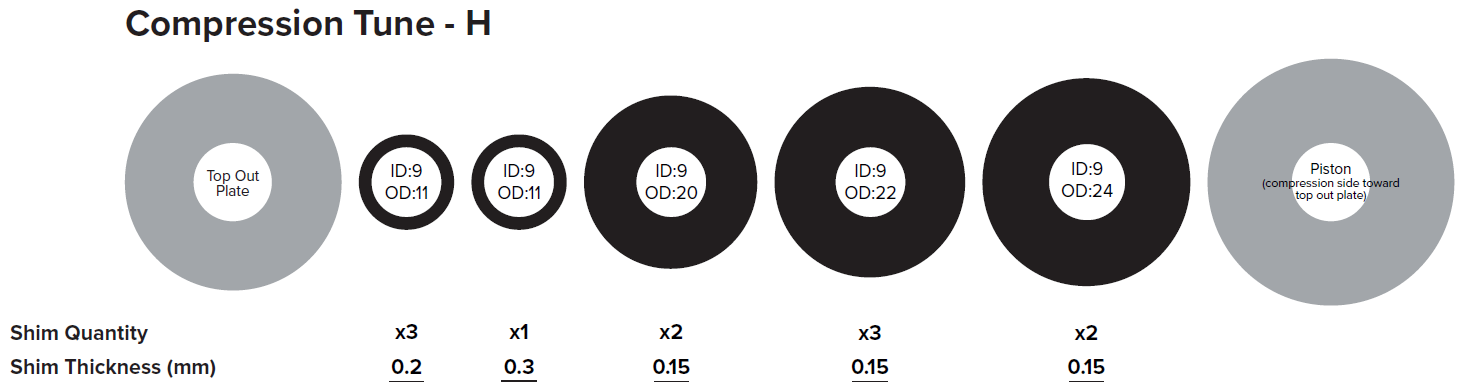 Compression Tune - H
Top Out
Plate
ID:9
OD:11
ID:9
OD:11
ID:9
OD:20
ID:9
OD:22
ID:9
OD:24
Piston
(compression side toward
top out plate)
Shim Quantity x3 x1 x2 x3 x2
Shim Thickness (mm) 0.2 0.3 0.15 0.15 0.15